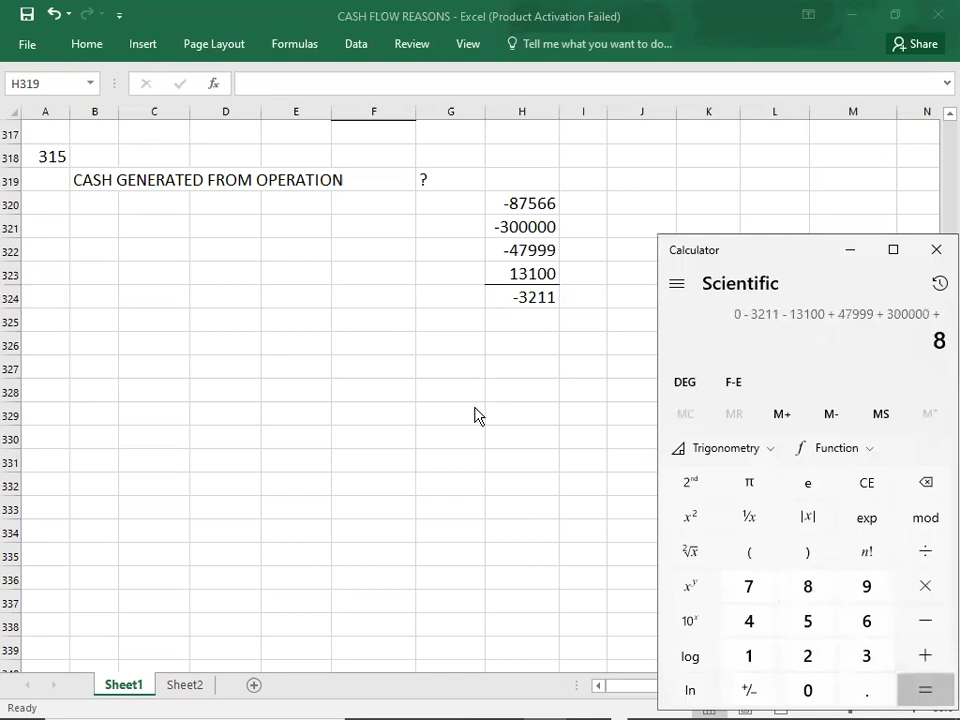 CASH FLOW REASONS - Excel (Product Activation Failed)
File Home Insert Page Layout Formulas Data Review View Tell me what you want to do... Share
H319 fx
A B C D E F G H I J K L M N
317
318 315
319 CASH GENERATED FROM OPERATION ?
320 -87566
321 -300000
322 -47999
323 13100
324 -3211
325
326
327
328
329
330
331
332
333
334
335
336
337
338
339
Calculator
Scientific
0 - 3211 - 13100 + 47999 + 300000 +
8
DEG F-E
MC MR M+ M- MS M˅
Trigonometry f Function
2nd π e CE
x² ¹/x |x| exp mod
²√x ( ) n! ÷
xʸ 7 8 9 ×
10ˣ 4 5 6 −
log 1 2 3 +
ln +/− 0 . =
Sheet1 Sheet2
Ready